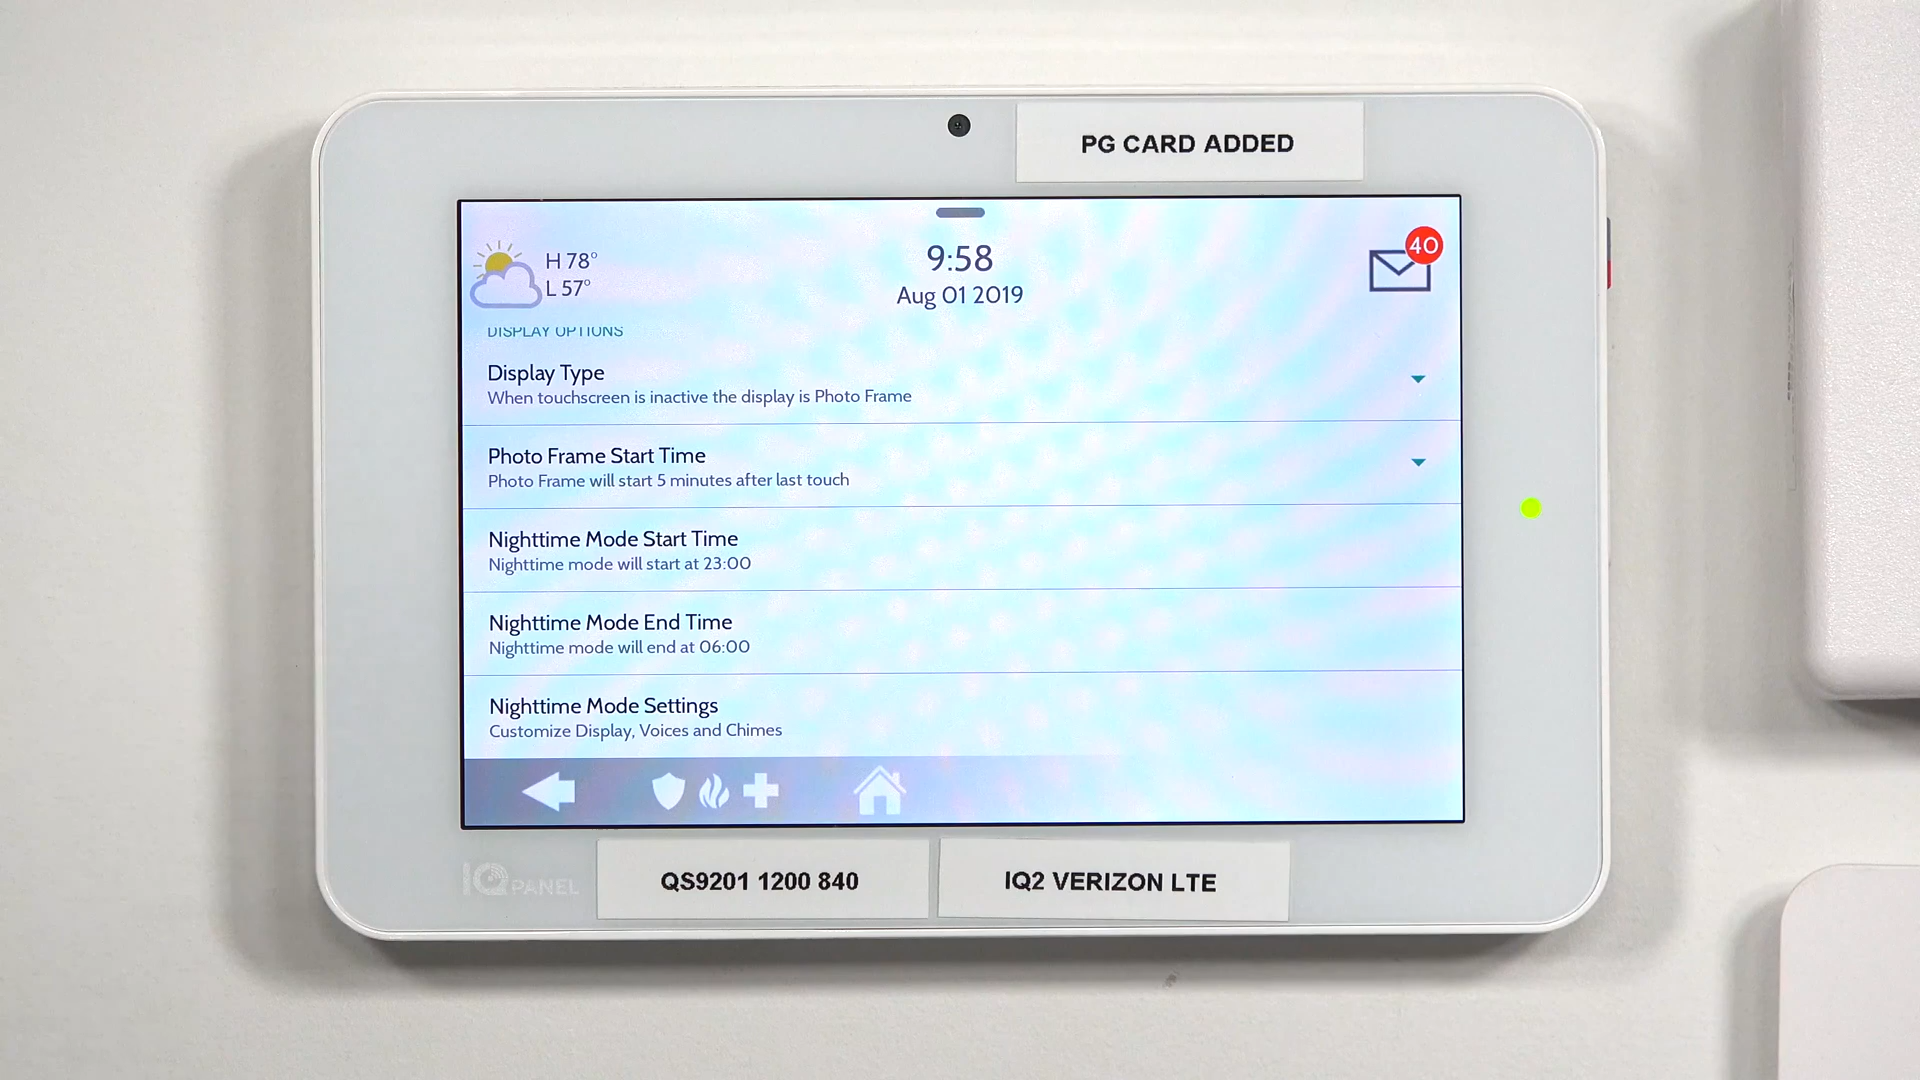 PG CARD ADDED
H 78°
L 57°
9:58
Aug 01 2019
40
DISPLAY OPTIONS
Display Type
When touchscreen is inactive the display is Photo Frame
Photo Frame Start Time
Photo Frame will start 5 minutes after last touch
Nighttime Mode Start Time
Nighttime mode will start at 23:00
Nighttime Mode End Time
Nighttime mode will end at 06:00
Nighttime Mode Settings
Customize Display, Voices and Chimes
IQ PANEL
QS9201 1200 840
IQ2 VERIZON LTE